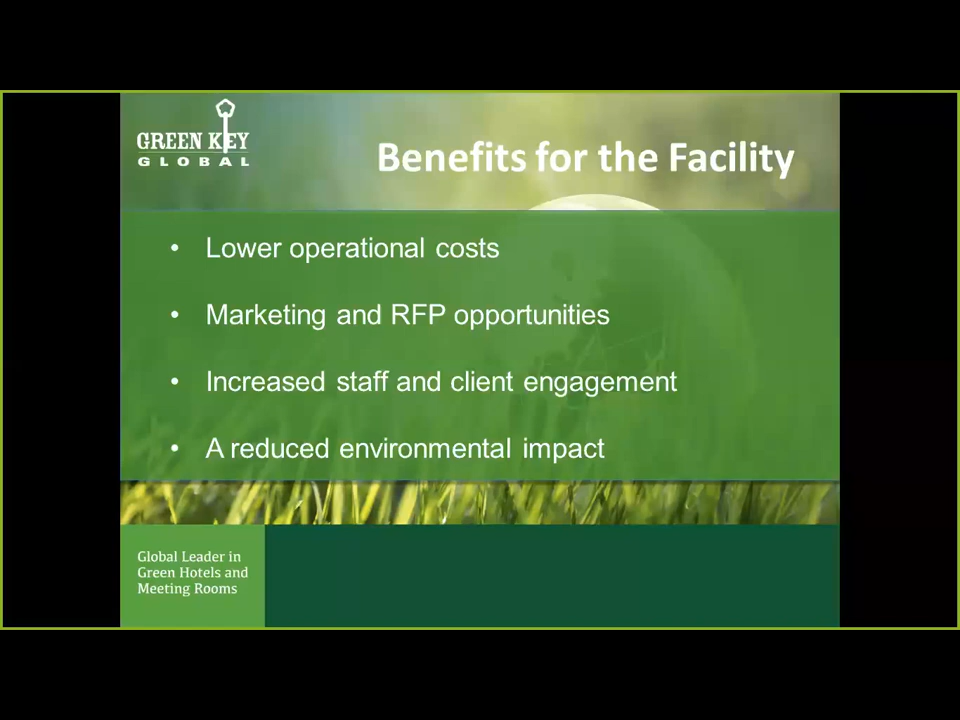 GREEN KEY
GLOBAL
Benefits for the Facility
• Lower operational costs
• Marketing and RFP opportunities
• Increased staff and client engagement
• A reduced environmental impact
Global Leader in
Green Hotels and
Meeting Rooms